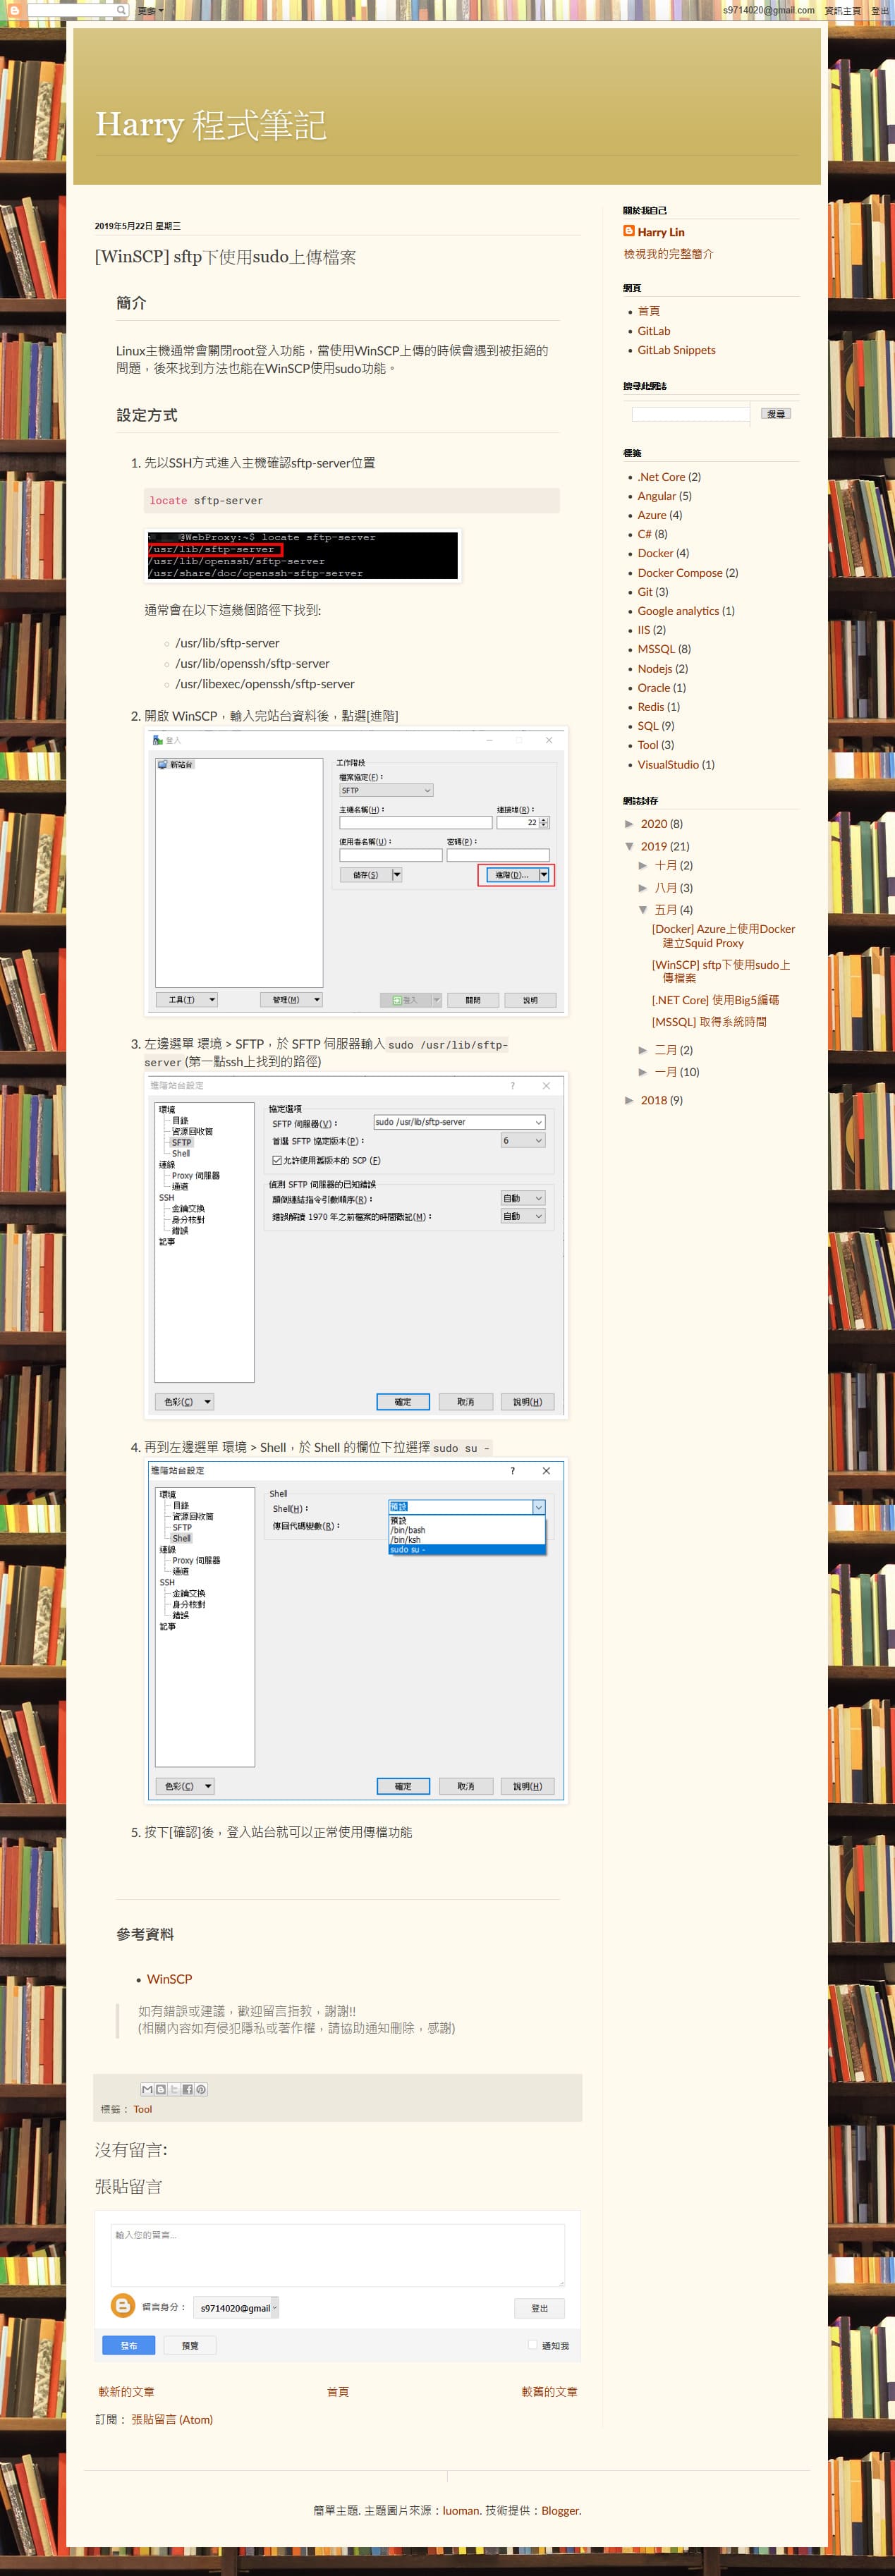 更多
s9714020@gmail.com 資訊主頁 登出
Harry 程式筆記
2019年5月22日 星期三
[WinSCP] sftp下使用sudo上傳檔案
簡介
Linux主機通常會關閉root登入功能，當使用WinSCP上傳的時候會遇到被拒絕的
問題，後來找到方法也能在WinSCP使用sudo功能。
設定方式
1. 先以SSH方式進入主機確認sftp-server位置
locate sftp-server
@WebProxy:~$ locate sftp-server
/usr/lib/sftp-server
/usr/lib/openssh/sftp-server
/usr/share/doc/openssh-sftp-server
通常會在以下這幾個路徑下找到:
/usr/lib/sftp-server
/usr/lib/openssh/sftp-server
/usr/libexec/openssh/sftp-server
2. 開啟 WinSCP，輸入完站台資料後，點選[進階]
登入
新站台
工作階段
檔案協定(F)：
SFTP
主機名稱(H)： 連接埠(R)：
22
使用者名稱(U)： 密碼(P)：
儲存(S) 進階(D)...
工具(T) 管理(M) 登入 關閉 說明
3. 左邊選單 環境 > SFTP，於 SFTP 伺服器輸入 sudo /usr/lib/sftp-
server (第一點ssh上找到的路徑)
進階站台設定 ?
環境
目錄
資源回收筒
SFTP
Shell
連線
Proxy 伺服器
通道
SSH
金鑰交換
身分核對
錯誤
記事
協定選項
SFTP 伺服器(V)： sudo /usr/lib/sftp-server
首選 SFTP 協定版本(P)： 6
允許使用舊版本的 SCP (F)
偵測 SFTP 伺服器的已知錯誤
顛倒連結指令引數順序(R)： 自動
錯誤解讀 1970 年之前檔案的時間戳記(M)： 自動
色彩(C) 確定 取消 說明(H)
4. 再到左邊選單 環境 > Shell，於 Shell 的欄位下拉選擇 sudo su -
進階站台設定 ?
環境
目錄
資源回收筒
SFTP
Shell
連線
Proxy 伺服器
通道
SSH
金鑰交換
身分核對
錯誤
記事
Shell
Shell(H)： 預設
傳回代碼變數(R)：
預設
/bin/bash
/bin/ksh
sudo su -
色彩(C) 確定 取消 說明(H)
5. 按下[確認]後，登入站台就可以正常使用傳檔功能
參考資料
WinSCP
如有錯誤或建議，歡迎留言指教，謝謝!!
(相關內容如有侵犯隱私或著作權，請協助通知刪除，感謝)
標籤： Tool
沒有留言:
張貼留言
輸入您的留言...
留言身分： s9714020@gmail 登出
發布 預覽 通知我
較新的文章 首頁 較舊的文章
訂閱： 張貼留言 (Atom)
關於我自己
Harry Lin
檢視我的完整簡介
網頁
首頁
GitLab
GitLab Snippets
搜尋此網誌
搜尋
標籤
.Net Core (2)
Angular (5)
Azure (4)
C# (8)
Docker (4)
Docker Compose (2)
Git (3)
Google analytics (1)
IIS (2)
MSSQL (8)
Nodejs (2)
Oracle (1)
Redis (1)
SQL (9)
Tool (3)
VisualStudio (1)
網誌封存
► 2020 (8)
▼ 2019 (21)
► 十月 (2)
► 八月 (3)
▼ 五月 (4)
[Docker] Azure上使用Docker
建立Squid Proxy
[WinSCP] sftp下使用sudo上
傳檔案
[.NET Core] 使用Big5編碼
[MSSQL] 取得系統時間
► 二月 (2)
► 一月 (10)
► 2018 (9)
簡單主題. 主題圖片來源：luoman. 技術提供：Blogger.